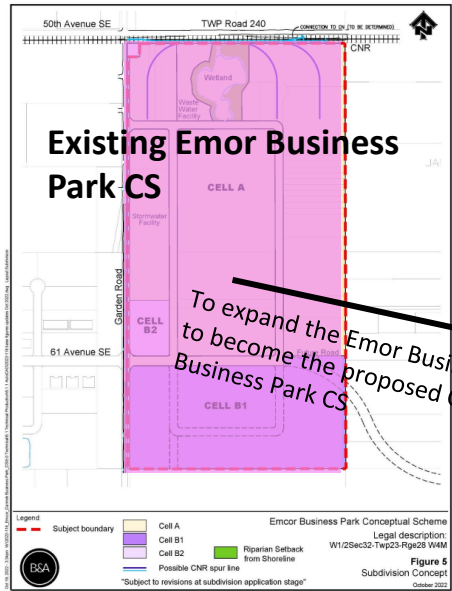 50th Avenue SE
TWP Road 240
CONNECTION TO CN (TO BE DETERMINED)
CNR
Wetland
Waste
Water
Facility
Existing Emor Business
Park CS
CELL A
Stormwater
Facility
Garden Road
CELL
B2
To expand the Emor Busi
to become the proposed
Business Park CS
61 Avenue SE
Road
CELL B1
Legend
Subject boundary
Cell A
Cell B1
Cell B2
Riparian Setback
from Shoreline
Possible CNR spur line
"Subject to revisions at subdivision application stage"
B&A
Emcor Business Park Conceptual Scheme
Legal description:
W1/2Sec32-Twp23-Rge28 W4M
Figure 5
Subdivision Concept
October 2022